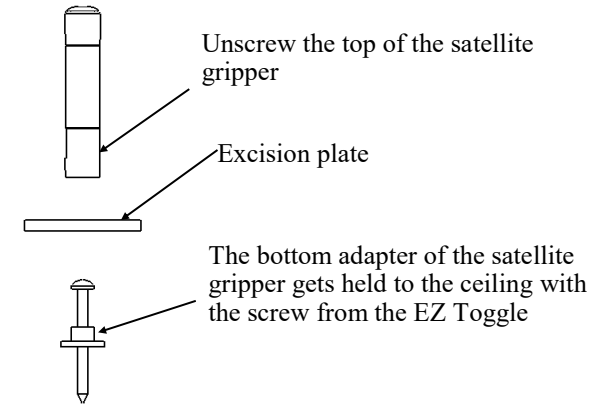 Unscrew the top of the satellite
gripper
Excision plate
The bottom adapter of the satellite
gripper gets held to the ceiling with
the screw from the EZ Toggle